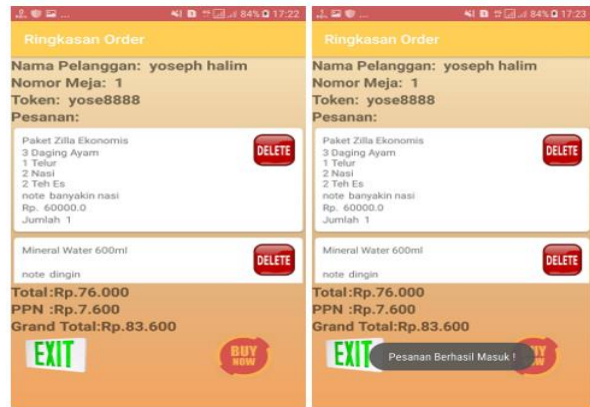 84% 17:22
Ringkasan Order
Nama Pelanggan: yoseph halim
Nomor Meja: 1
Token: yose8888
Pesanan:
Paket Zilla Ekonomis
3 Daging Ayam
1 Telur
2 Nasi
2 Teh Es
note banyakin nasi
Rp. 60000.0
Jumlah 1
DELETE
Mineral Water 600ml
note dingin
DELETE
Total:Rp.76.000
PPN :Rp.7.600
Grand Total:Rp.83.600
EXIT
BUY
NOW
84% 17:23
Ringkasan Order
Nama Pelanggan: yoseph halim
Nomor Meja: 1
Token: yose8888
Pesanan:
Paket Zilla Ekonomis
3 Daging Ayam
1 Telur
2 Nasi
2 Teh Es
note banyakin nasi
Rp. 60000.0
Jumlah 1
DELETE
Mineral Water 600ml
note dingin
DELETE
Total:Rp.76.000
PPN :Rp.7.600
Grand Total:Rp.83.600
EXIT
Pesanan Berhasil Masuk !